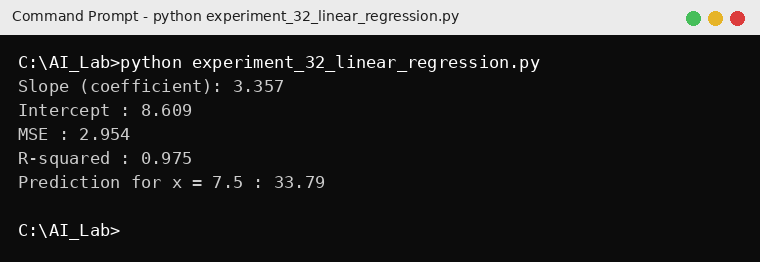 Command Prompt - python experiment_32_linear_regression.py
C:\AI_Lab>python experiment_32_linear_regression.py
Slope (coefficient): 3.357
Intercept : 8.609
MSE : 2.954
R-squared : 0.975
Prediction for x = 7.5 : 33.79
C:\AI_Lab>